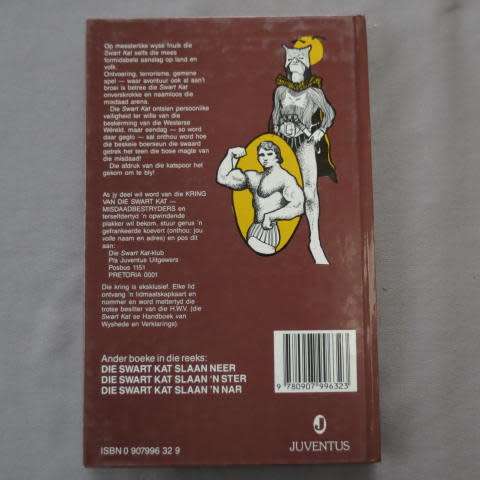 Op meesterlike wyse fnuik die
Swart Kat selfs die mees
formidabele aanslag op land en
volk.
Ontvoering, terrorisme, gemene
spel — waar avontuur ook al aan't
broei is betree die Swart Kat
onverskrokke en naamloos die
misdaad arena.
Die Swart Kat ontsien persoonlike
veiligheid ter wille van die
beskerming van die Westerse
Wêreld, maar eendag — so word
daar geglo — sal onthou word hoe
die beskeie boerseun die swaard
getrek het teen die bose magte van
die misdaad!
Die afdruk van die katspoor het
gekom om te bly!
As jy deel wil word van die KRING
VAN DIE SWART KAT —
MISDAADBESTRYDERS en
terselfdertyd 'n opwindende
plakker wil bekom, stuur gerus 'n
gefrankeerde koevert (onthou: jou
volle naam en adres) en pos dit
aan:
Die Swart Kat-klub
P/a Juventus Uitgewers
Posbus 1151
PRETORIA 0001
Die kring is eksklusief. Elke lid
ontvang 'n lidmaatskapkaart en
nommer en word mettertyd die
trotse besitter van die H.W.V. (die
Swart Kat se Handboek van
Wyshede en Verklarings).
Ander boeke in die reeks:
DIE SWART KAT SLAAN NEER
DIE SWART KAT SLAAN 'N STER
DIE SWART KAT SLAAN 'N NAR
9 780907 996323
J
JUVENTUS
ISBN 0 907996 32 9